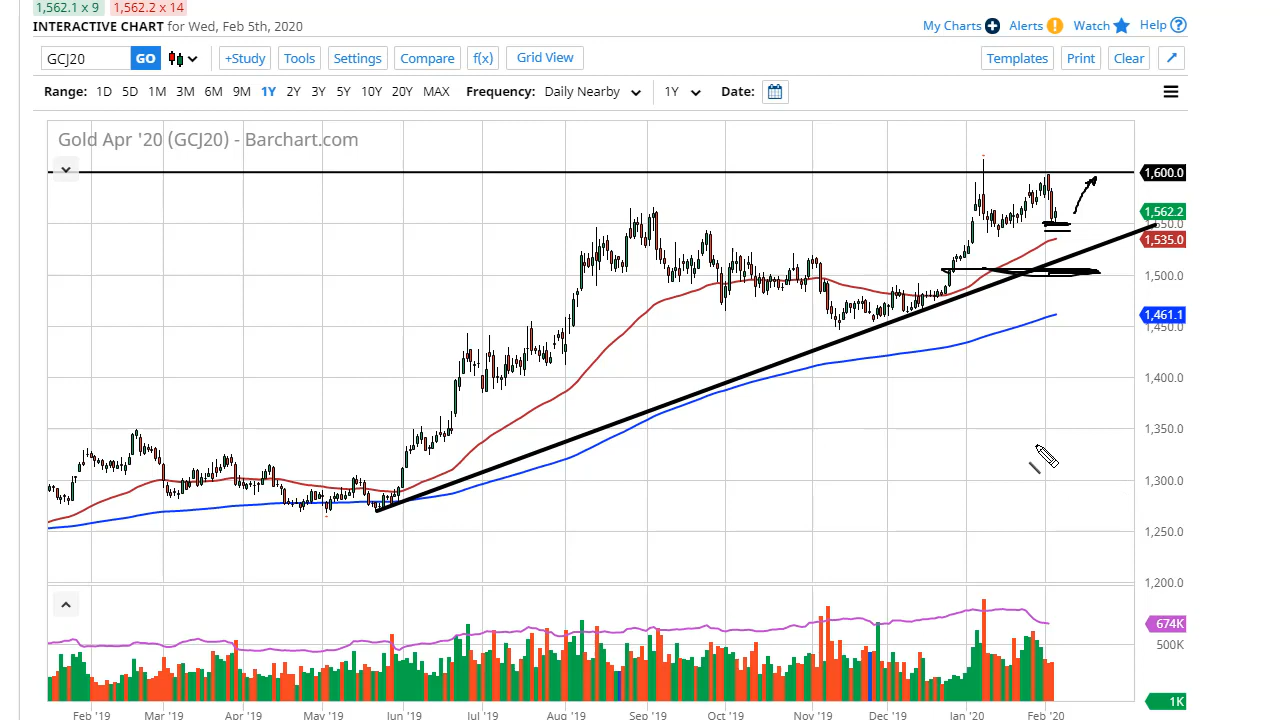 1,562.1 x 9 1,562.2 x 14
INTERACTIVE CHART for Wed, Feb 5th, 2020
My Charts Alerts Watch Help
GCJ20 GO +Study Tools Settings Compare f(x) Grid View Templates Print Clear
Range: 1D 5D 1M 3M 6M 9M 1Y 2Y 3Y 5Y 10Y 20Y MAX Frequency: Daily Nearby 1Y Date:
Gold Apr '20 (GCJ20) - Barchart.com
1,600.0
1,562.2
1,535.0
1,500.0
1,461.1
1,450.0
1,400.0
1,350.0
1,300.0
1,250.0
1,200.0
674K
500K
1K
Feb '19 Mar '19 Apr '19 May '19 Jun '19 Jul '19 Aug '19 Sep '19 Oct '19 Nov '19 Dec '19 Jan '20 Feb '20